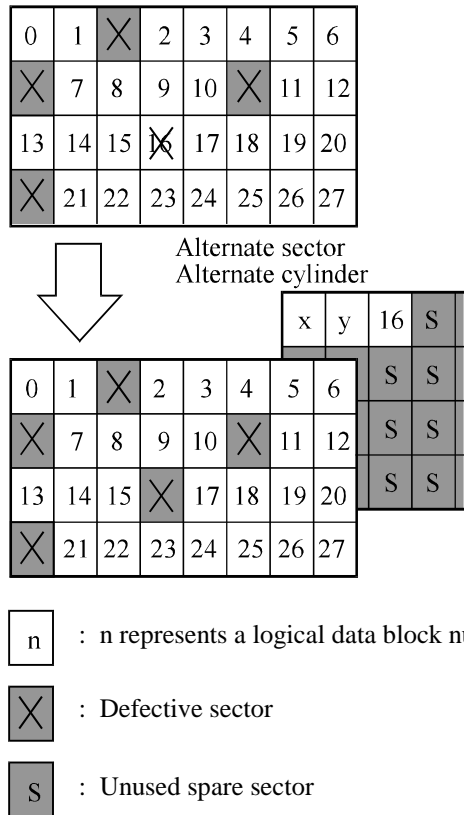 0 1 X 2 3 4 5 6
X 7 8 9 10 X 11 12
13 14 15 16 17 18 19 20
X 21 22 23 24 25 26 27
Alternate sector
Alternate cylinder
x y 16 S
S S
S S
S S
0 1 X 2 3 4 5 6
X 7 8 9 10 X 11 12
13 14 15 X 17 18 19 20
X 21 22 23 24 25 26 27
n : n represents a logical data block
X : Defective sector
S : Unused spare sector